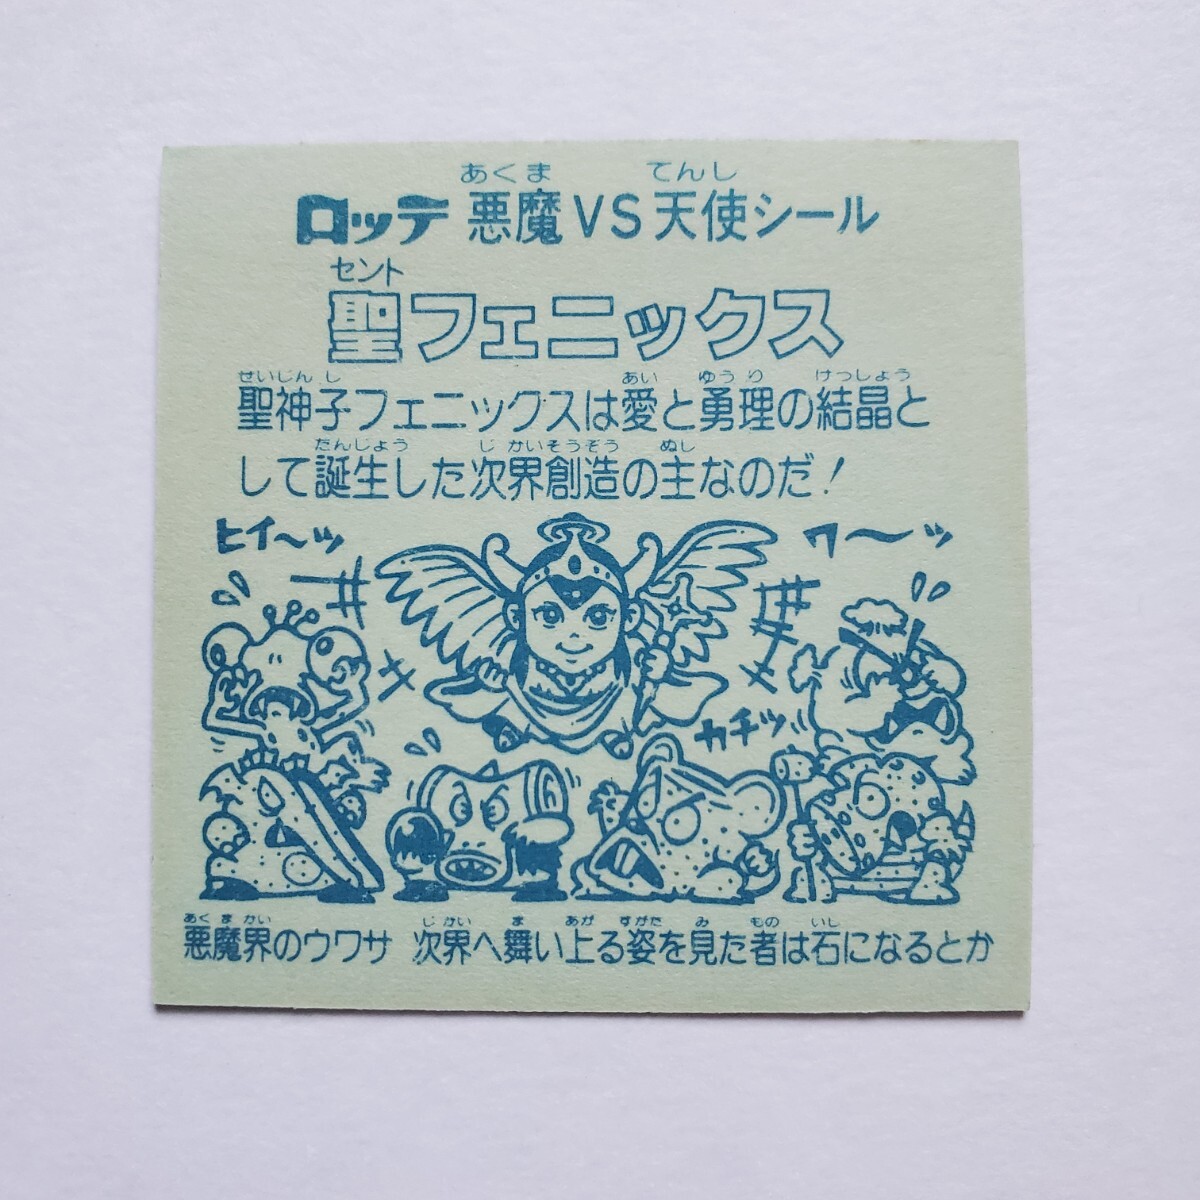 あくま てんし
ロッテ 悪魔VS天使シール
セント
聖フェニックス
せいじんし あい ゆうり けっしょう
聖神子フェニックスは愛と勇理の結晶と
たんじょう じかいそうぞう ぬし
して誕生した次界創造の主なのだ!
ヒイ〜ッ
ワ〜〜ッ
カチッ
あくまかい じかい ま あが すがた み もの いし
悪魔界のウワサ 次界へ舞い上る姿を見た者は石になるとか